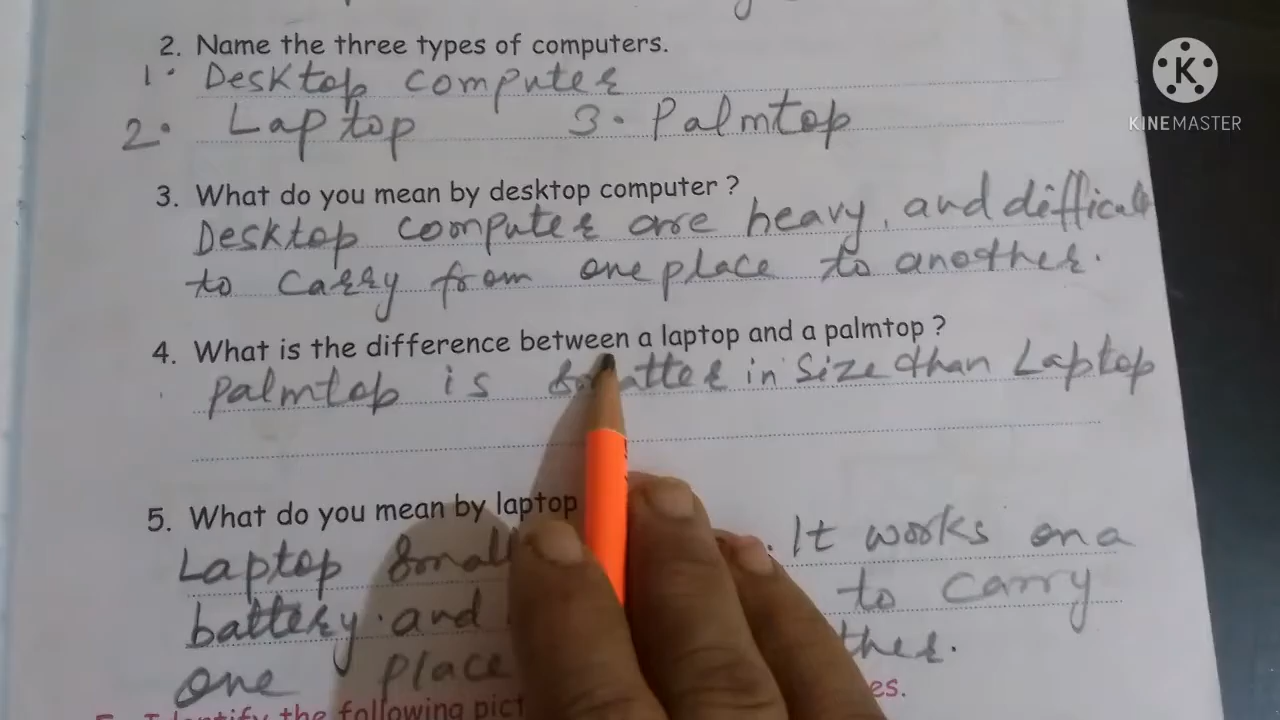 2. Name the three types of computers.
1. Desktop computer
2. Laptop 3. Palmtop
3. What do you mean by desktop computer ?
Desktop computer are heavy, and difficult
to carry from one place to another.
4. What is the difference between a laptop and a palmtop ?
palmtop is in size than Laptop
5. What do you mean by laptop
Laptop Small . It works on a
battery. and to carry
one place
the following
K
KINEMASTER